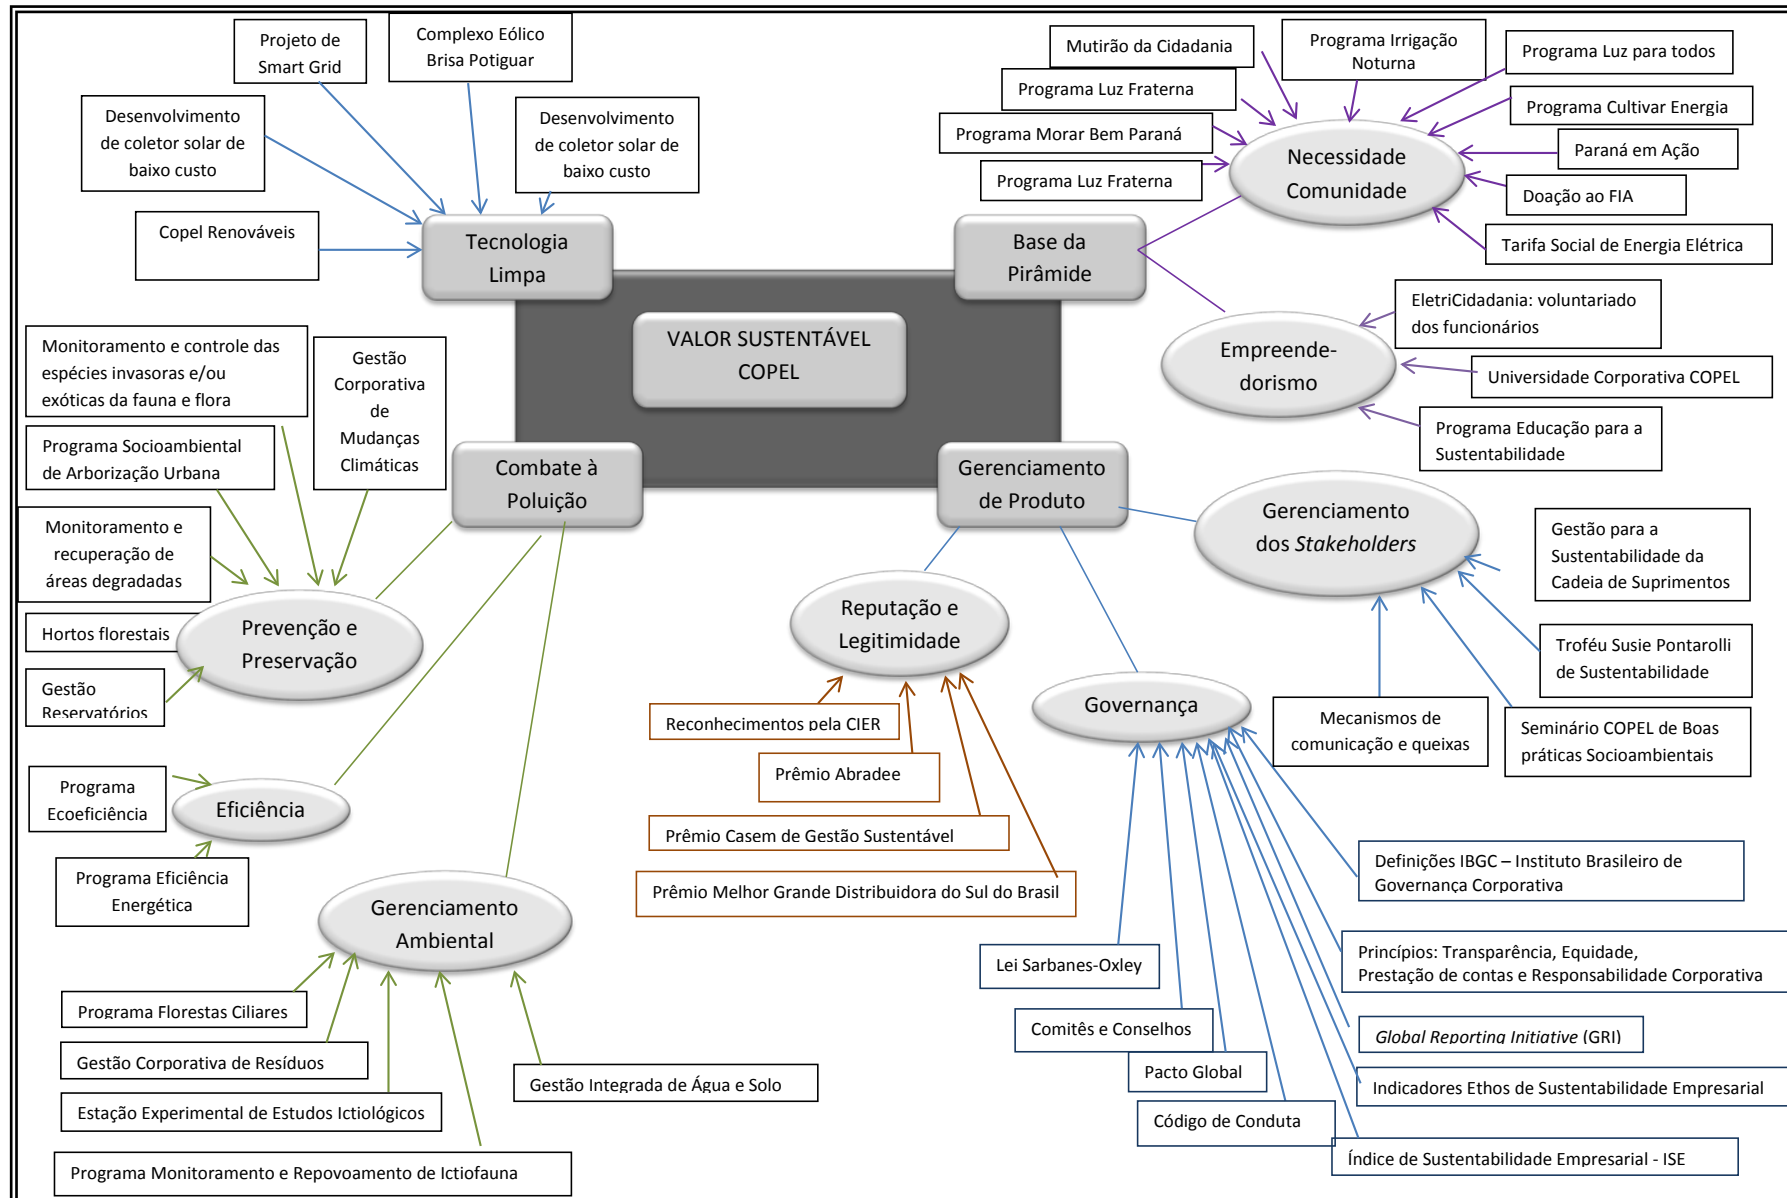 Projeto de
Smart Grid
Complexo Eólico
Brisa Potiguar
Desenvolvimento
de coletor solar de
baixo custo
Desenvolvimento
de coletor solar de
baixo custo
Copel Renováveis
Tecnologia
Limpa
Mutirão da Cidadania
Programa Irrigação
Noturna
Programa Luz para todos
Programa Luz Fraterna
Programa Cultivar Energia
Programa Morar Bem Paraná
Paraná em Ação
Programa Luz Fraterna
Doação ao FIA
Tarifa Social de Energia Elétrica
Necessidade
Comunidade
Base da
Pirâmide
VALOR SUSTENTÁVEL
COPEL
EletriCidadania: voluntariado
dos funcionários
Empreende-
dorismo
Universidade Corporativa COPEL
Programa Educação para a
Sustentabilidade
Monitoramento e controle das
espécies invasoras e/ou
exóticas da fauna e flora
Gestão
Corporativa
de
Mudanças
Climáticas
Programa Socioambiental
de Arborização Urbana
Monitoramento e
recuperação de
áreas degradadas
Hortos florestais
Gestão
Reservatórios
Prevenção e
Preservação
Combate à
Poluição
Gerenciamento
de Produto
Gerenciamento
dos Stakeholders
Gestão para a
Sustentabilidade da
Cadeia de Suprimentos
Troféu Susie Pontarolli
de Sustentabilidade
Mecanismos de
comunicação e queixas
Seminário COPEL de Boas
práticas Socioambientais
Reputação e
Legitimidade
Reconhecimentos pela CIER
Prêmio Abradee
Prêmio Casem de Gestão Sustentável
Prêmio Melhor Grande Distribuidora do Sul do Brasil
Governança
Definições IBGC – Instituto Brasileiro de
Governança Corporativa
Lei Sarbanes-Oxley
Princípios: Transparência, Equidade,
Prestação de contas e Responsabilidade Corporativa
Comitês e Conselhos
Global Reporting Initiative (GRI)
Pacto Global
Indicadores Ethos de Sustentabilidade Empresarial
Código de Conduta
Índice de Sustentabilidade Empresarial - ISE
Programa
Ecoeficiência
Eficiência
Programa Eficiência
Energética
Gerenciamento
Ambiental
Programa Florestas Ciliares
Gestão Corporativa de Resíduos
Gestão Integrada de Água e Solo
Estação Experimental de Estudos Ictiológicos
Programa Monitoramento e Repovoamento de Ictiofauna